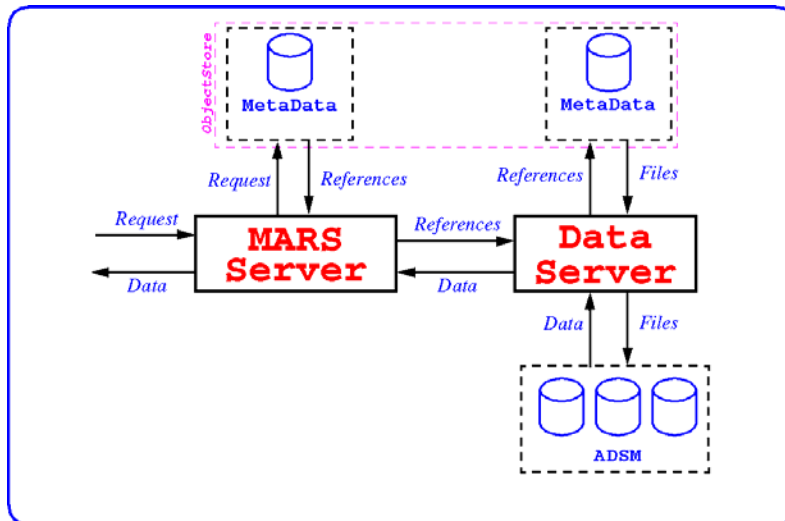 ObjectStore
MetaData
MetaData
Request
References
References
Files
Request
MARS
Server
References
Data
Server
Data
Data
Data
Files
ADSM